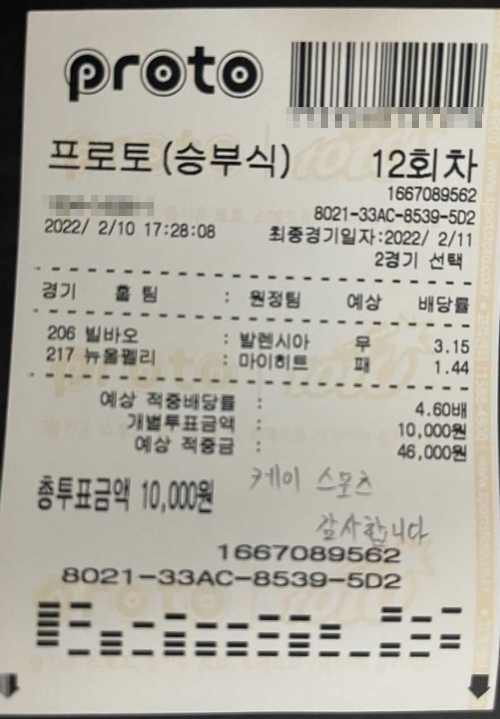 proto
프로토(승부식) 12회차
1667089562
8021-33AC-8539-5D2
2022/ 2/10 17:28:08 최종경기일자:2022/ 2/11
2경기 선택
경기 홈 팀 : 원정팀 예상 배당률
206 빌바오 : 발렌시아 무 3.15
217 뉴올펠리 : 마이히트 패 1.44
예상 적중배당률 : 4.60배
개별투표금액 : 10,000원
예상 적중금 : 46,000원
총투표금액 10,000원
케이 스포츠
감사합니다
1667089562
8021-33AC-8539-5D2